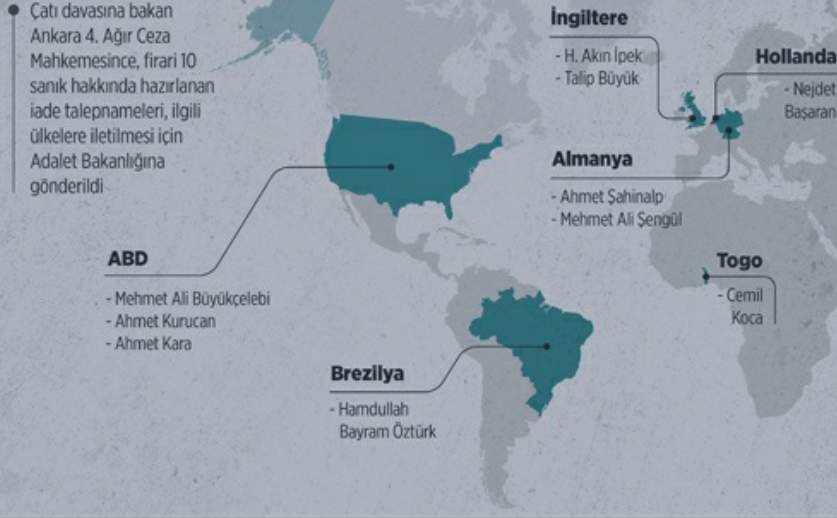 Çatı davasına bakan
Ankara 4. Ağır Ceza
Mahkemesince, firari 10
sanık hakkında hazırlanan
iade talepnameleri, ilgili
ülkelere iletilmesi için
Adalet Bakanlığına
gönderildi
İngiltere
- H. Akın İpek
- Talip Büyük
Hollanda
- Nejdet
Başaran
Almanya
- Ahmet Şahinalp
- Mehmet Ali Şengül
Togo
- Cemil
Koca
ABD
- Mehmet Ali Büyükçelebi
- Ahmet Kurucan
- Ahmet Kara
Brezilya
- Hamdullah
Bayram Öztürk